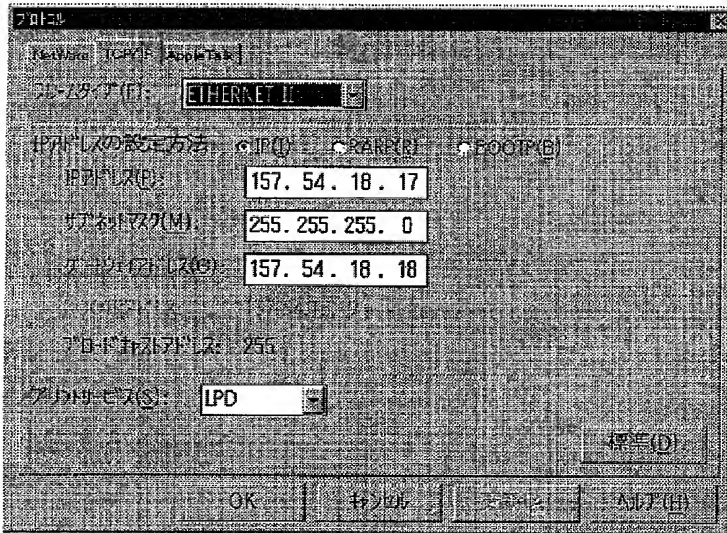 プロトコル
NetWare TCP/IP AppleTalk
フレームタイプ(F): ETHERNET II
IPアドレスの設定方法: IP(I) RARP(R) BOOTP(B)
IPアドレス(P): 157. 54. 18. 17
サブネットマスク(M): 255. 255. 255. 0
ゲートウェイアドレス(G): 157. 54. 18. 18
ブロードキャストアドレス: 255
プリントサービス(S): LPD
標準(D)
OK キャンセル ヘルプ(H)